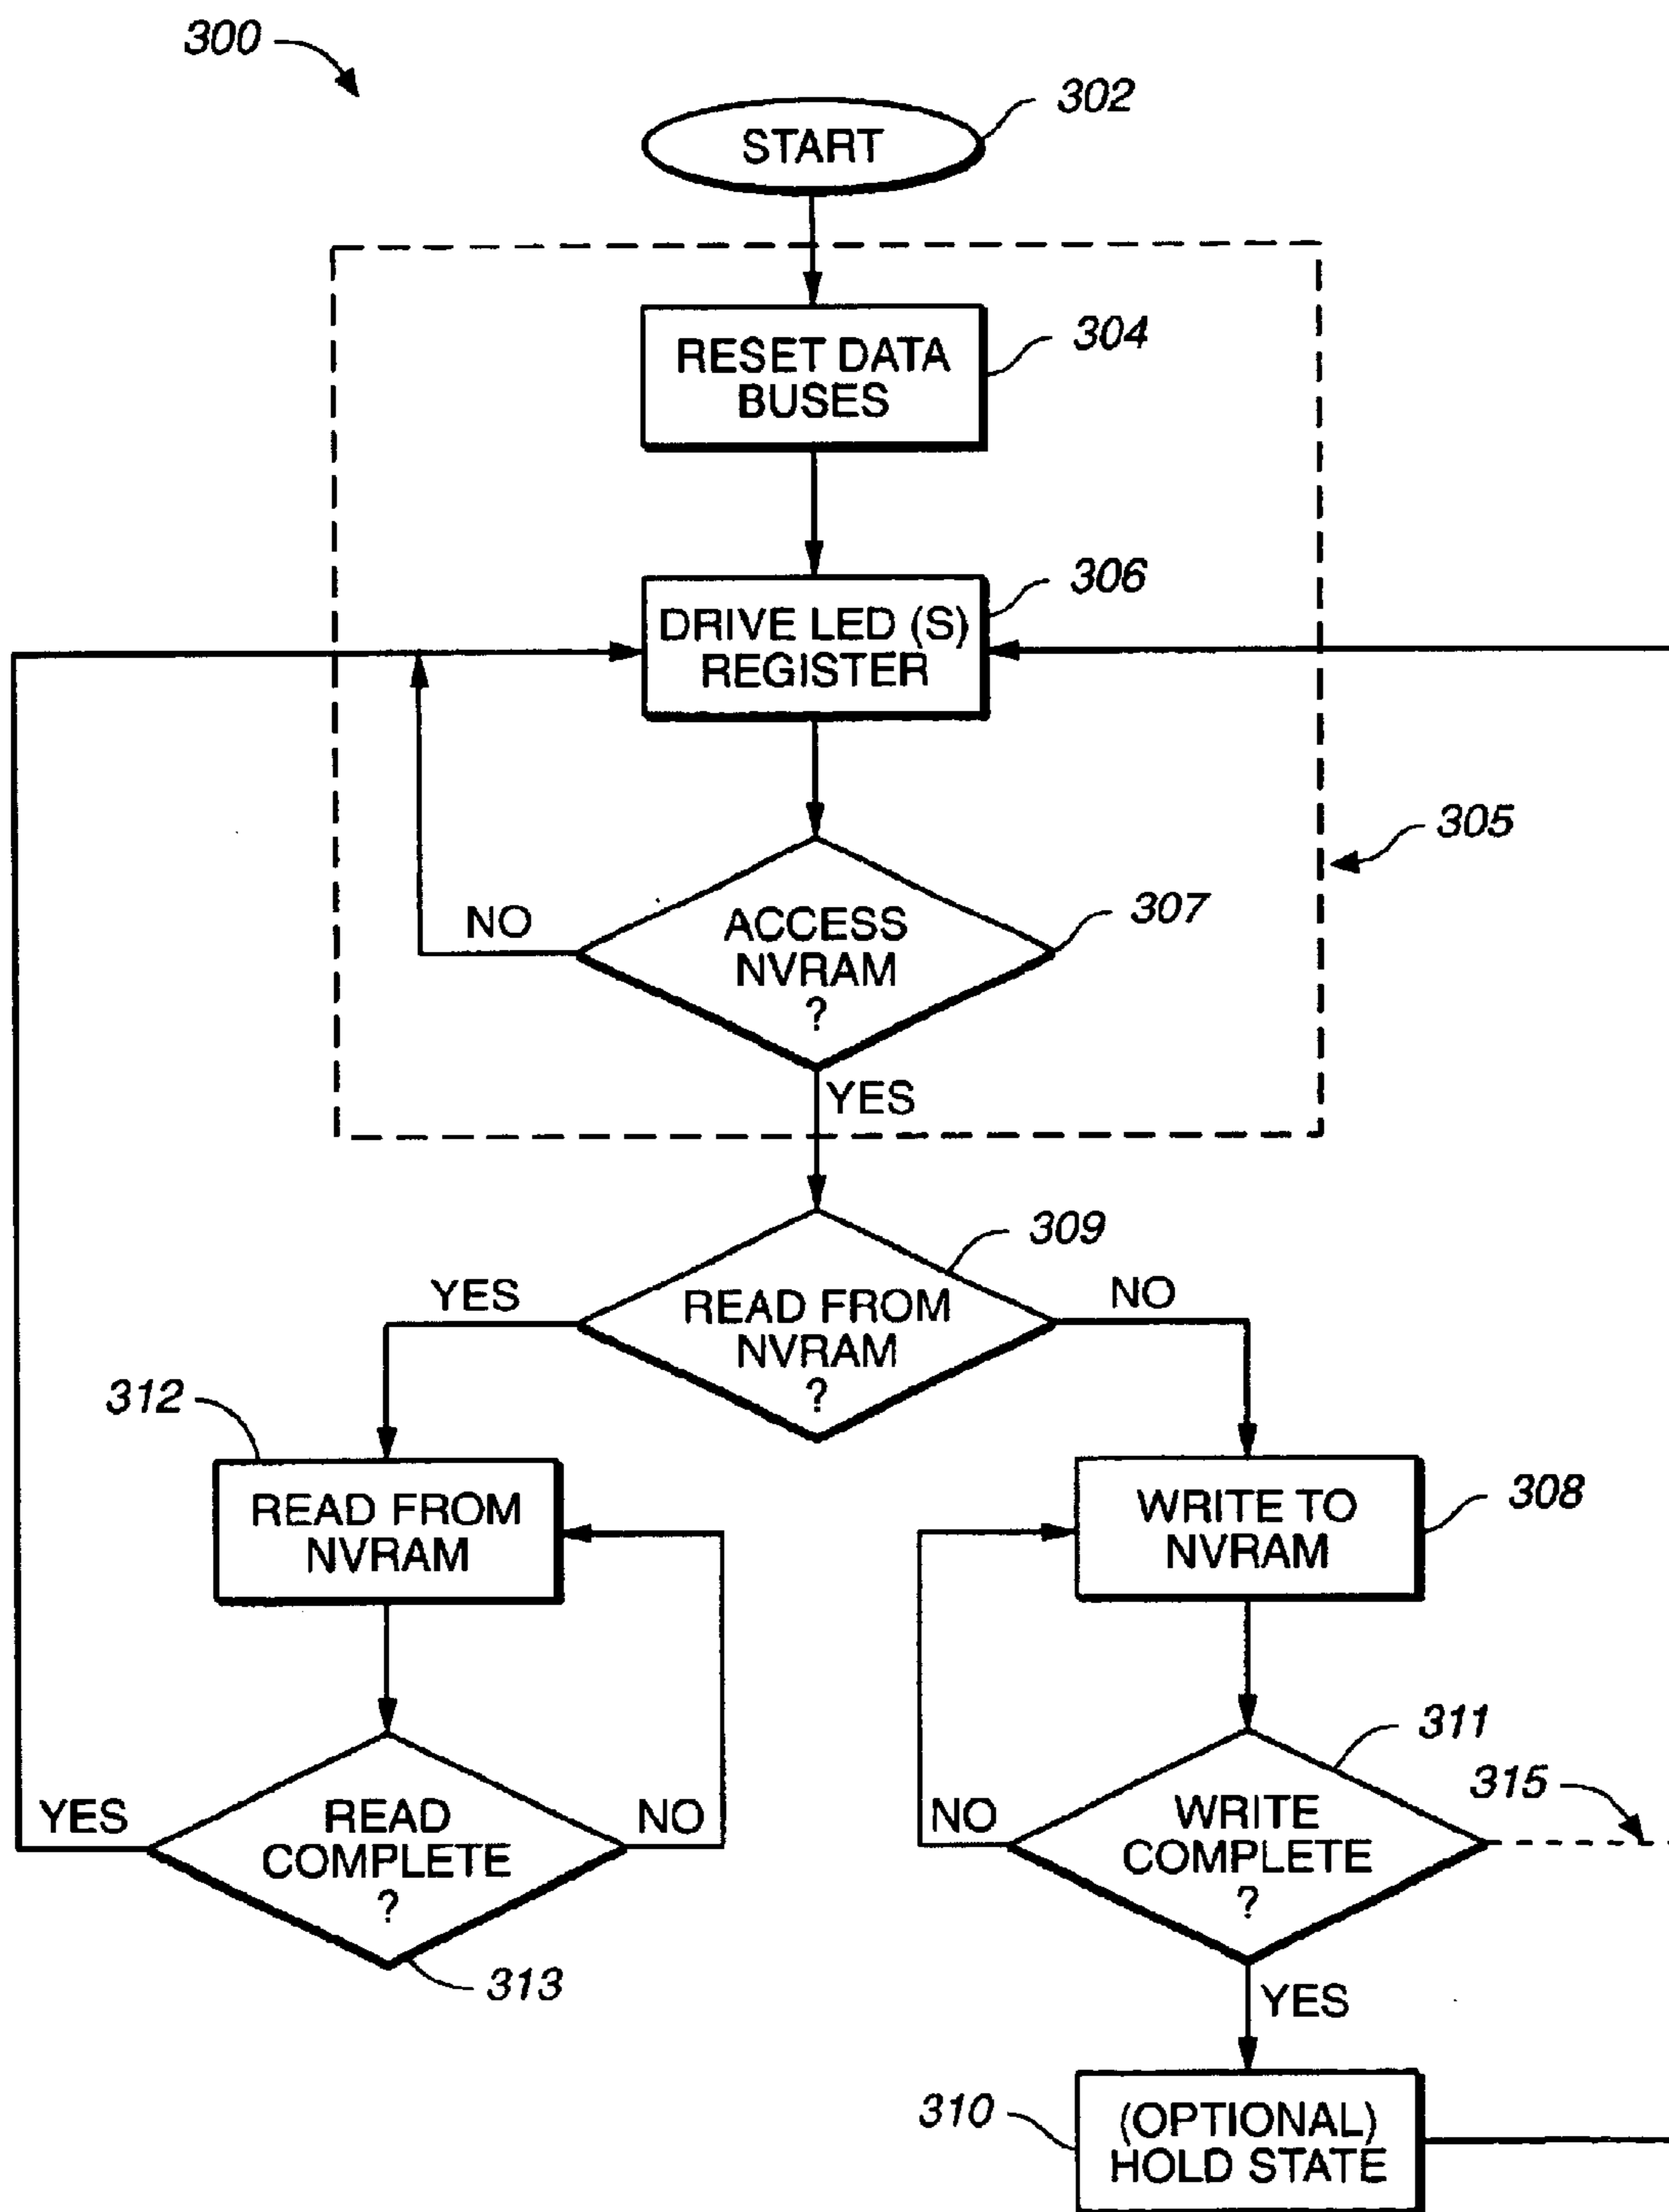 300
START
302
RESET DATA
BUSES
304
DRIVE LED (S)
REGISTER
306
305
ACCESS
NVRAM
?
307
NO
YES
READ FROM
NVRAM
?
309
YES
NO
312
READ FROM
NVRAM
WRITE TO
NVRAM
308
READ
COMPLETE
?
YES
NO
313
WRITE
COMPLETE
?
311
315
NO
YES
310
(OPTIONAL)
HOLD STATE